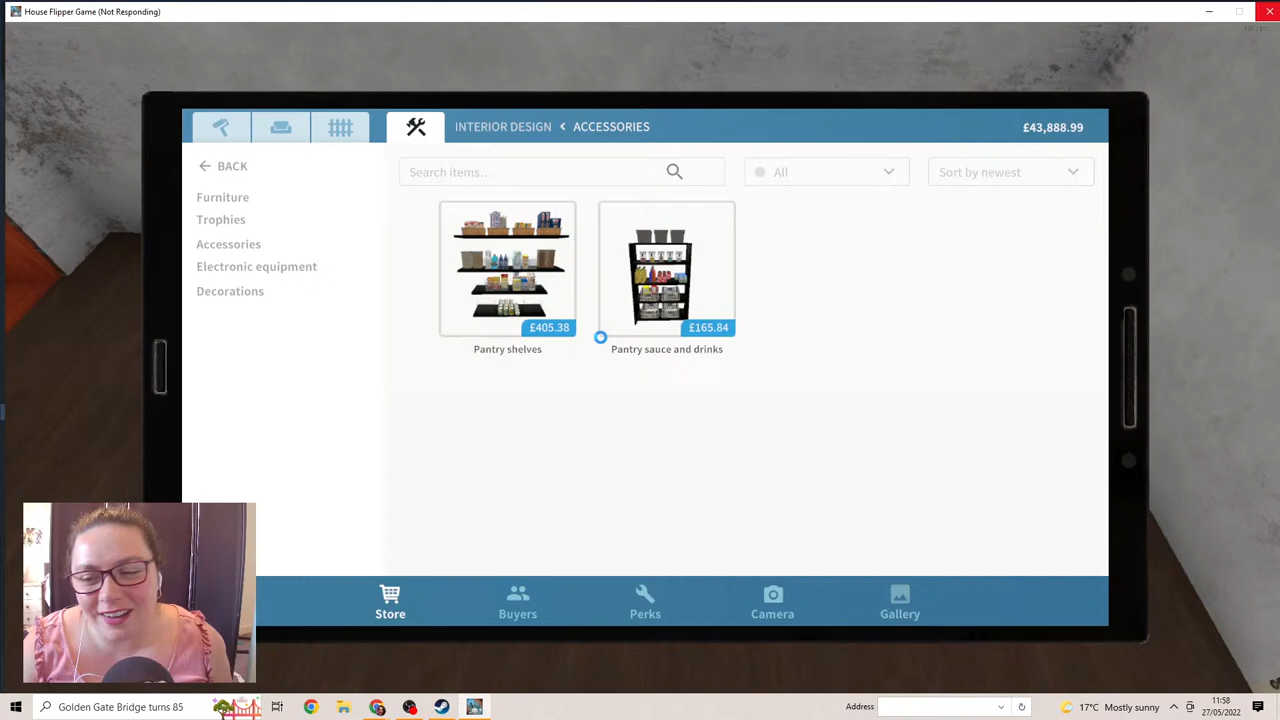 House Flipper Game (Not Responding)
INTERIOR DESIGN < ACCESSORIES
£43,888.99
← BACK
Search items...
All
Sort by newest
Furniture
Trophies
Accessories
Electronic equipment
Decorations
£405.38
£165.84
Pantry shelves
Pantry sauce and drinks
Store
Buyers
Perks
Camera
Gallery
Golden Gate Bridge turns 85
Address
17°C Mostly sunny
11:58
27/05/2022